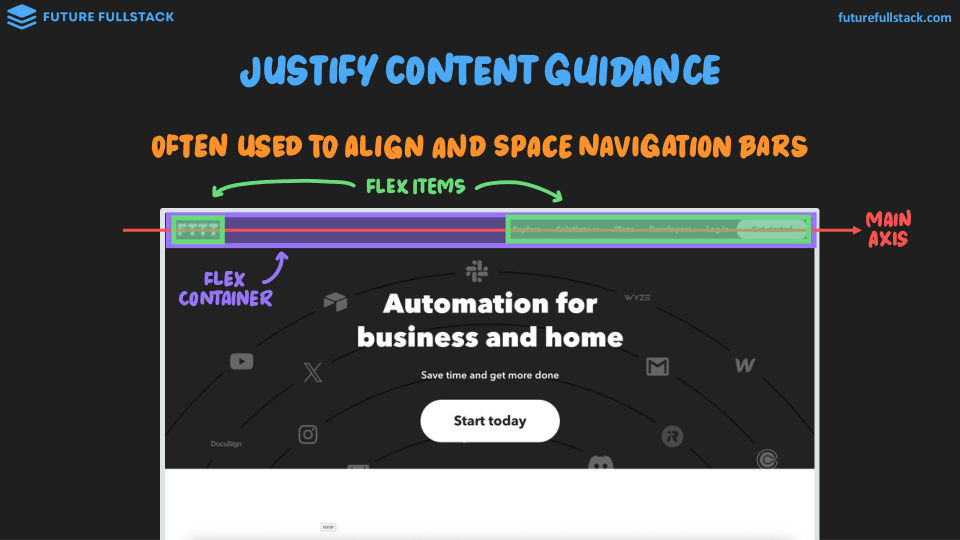 FUTURE FULLSTACK
futurefullstack.com
JUSTIFY CONTENT GUIDANCE
OFTEN USED TO ALIGN AND SPACE NAVIGATION BARS
FLEX ITEMS
IFTTT
Explore Solutions Plans Developers Log in Get started
MAIN
AXIS
FLEX
CONTAINER
Automation for
business and home
Save time and get more done
Start today
WYZE
DocuSign
NEW